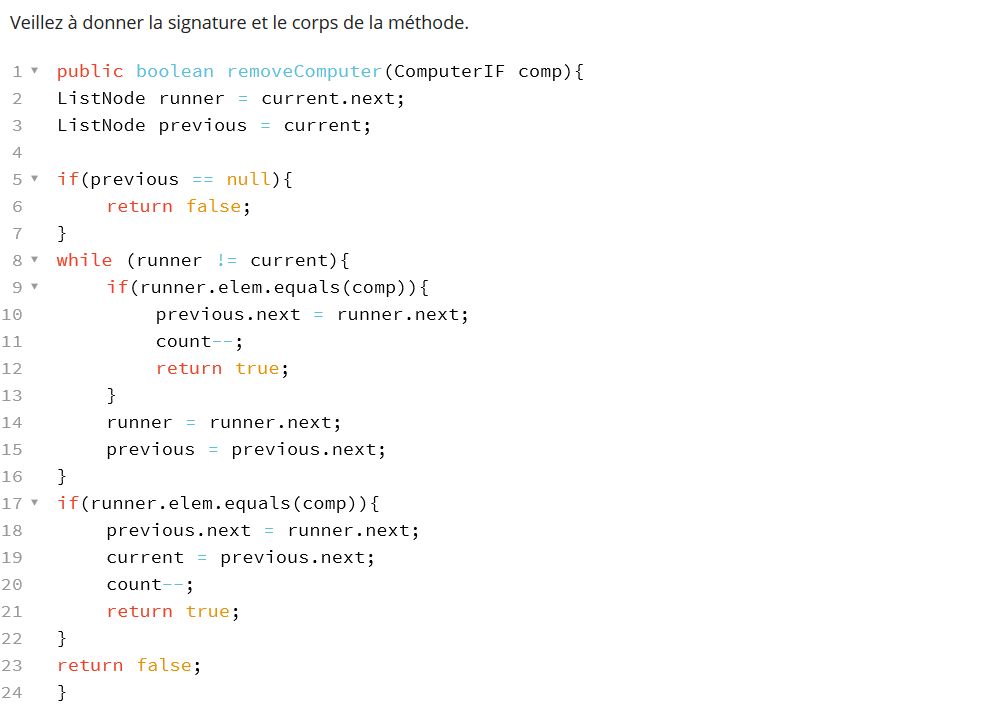 Veillez à donner la signature et le corps de la méthode.
1 public boolean removeComputer(ComputerIF comp){
2 ListNode runner = current.next;
3 ListNode previous = current;
4
5 if(previous == null){
6 return false;
7 }
8 while (runner != current){
9 if(runner.elem.equals(comp)){
10 previous.next = runner.next;
11 count--;
12 return true;
13 }
14 runner = runner.next;
15 previous = previous.next;
16 }
17 if(runner.elem.equals(comp)){
18 previous.next = runner.next;
19 current = previous.next;
20 count--;
21 return true;
22 }
23 return false;
24 }